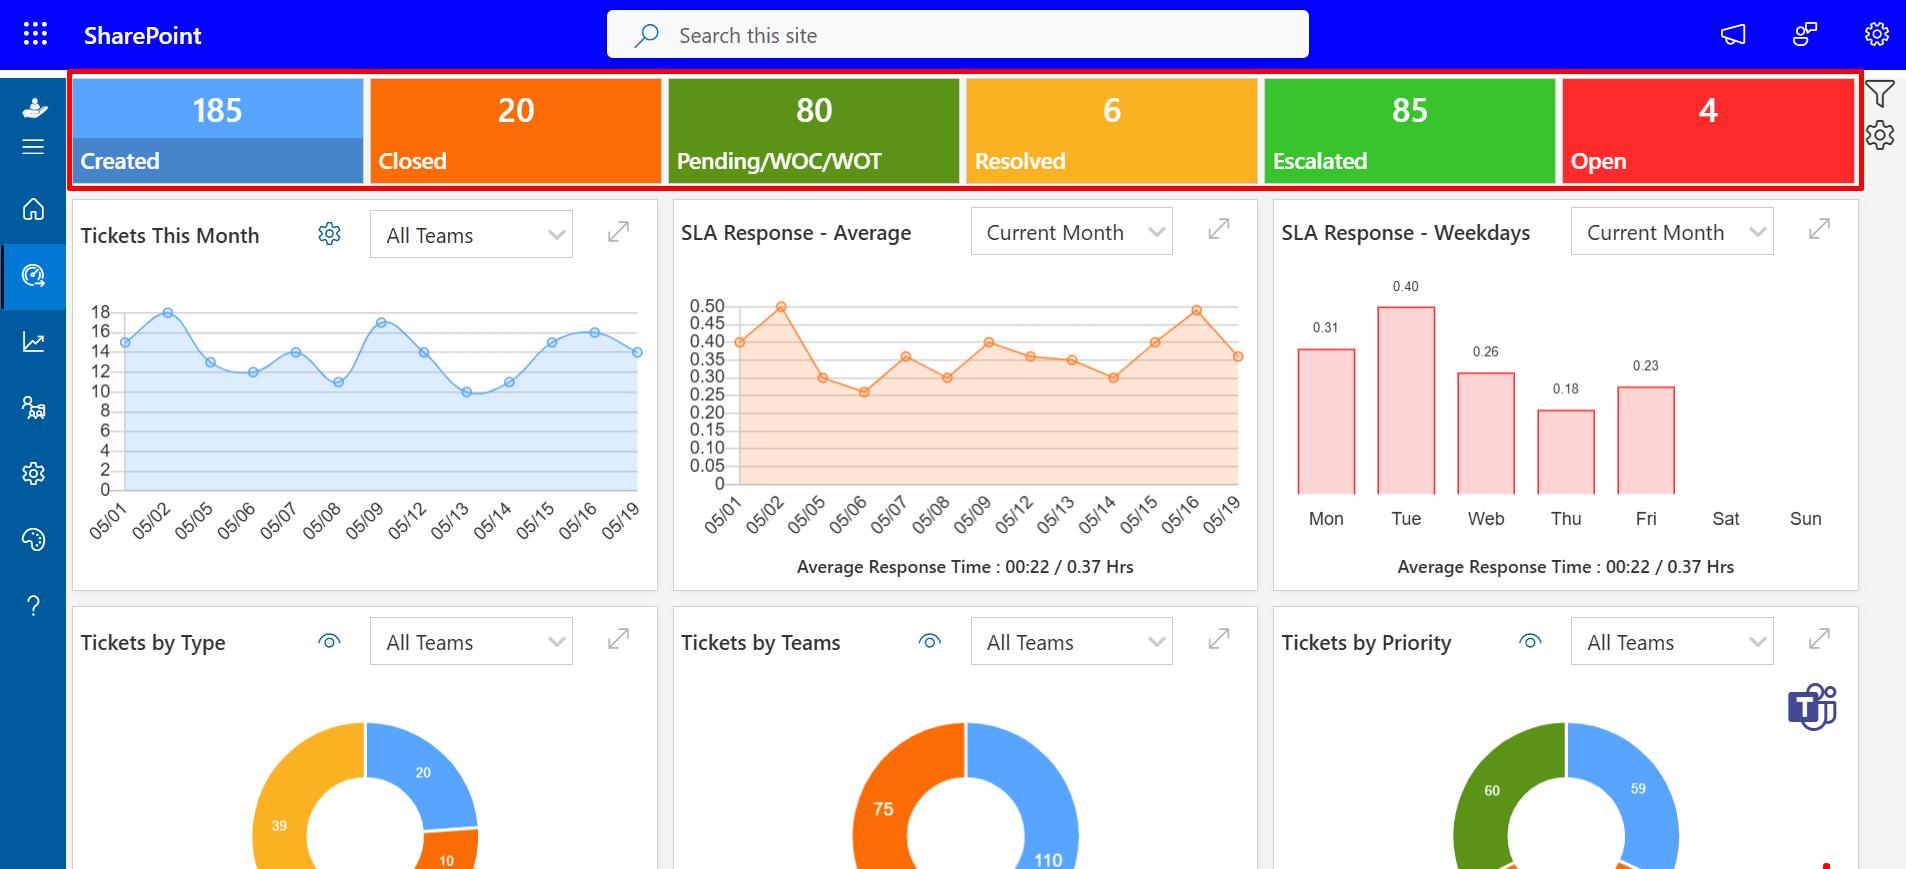 SharePoint
Search this site
185
Created
20
Closed
80
Pending/WOC/WOT
6
Resolved
85
Escalated
4
Open
Tickets This Month
All Teams
18
16
14
12
10
8
6
4
2
0
05/01
05/02
05/05
05/06
05/07
05/08
05/09
05/12
05/13
05/14
05/15
05/16
05/19
SLA Response - Average
Current Month
0.50
0.45
0.40
0.35
0.30
0.25
0.20
0.15
0.10
0.05
0
05/01
05/02
05/05
05/06
05/07
05/08
05/09
05/12
05/13
05/14
05/15
05/16
05/19
Average Response Time : 00:22 / 0.37 Hrs
SLA Response - Weekdays
Current Month
0.31
0.40
0.26
0.18
0.23
Mon
Tue
Web
Thu
Fri
Sat
Sun
Average Response Time : 00:22 / 0.37 Hrs
Tickets by Type
All Teams
20
39
10
Tickets by Teams
All Teams
75
110
Tickets by Priority
All Teams
T
60
59